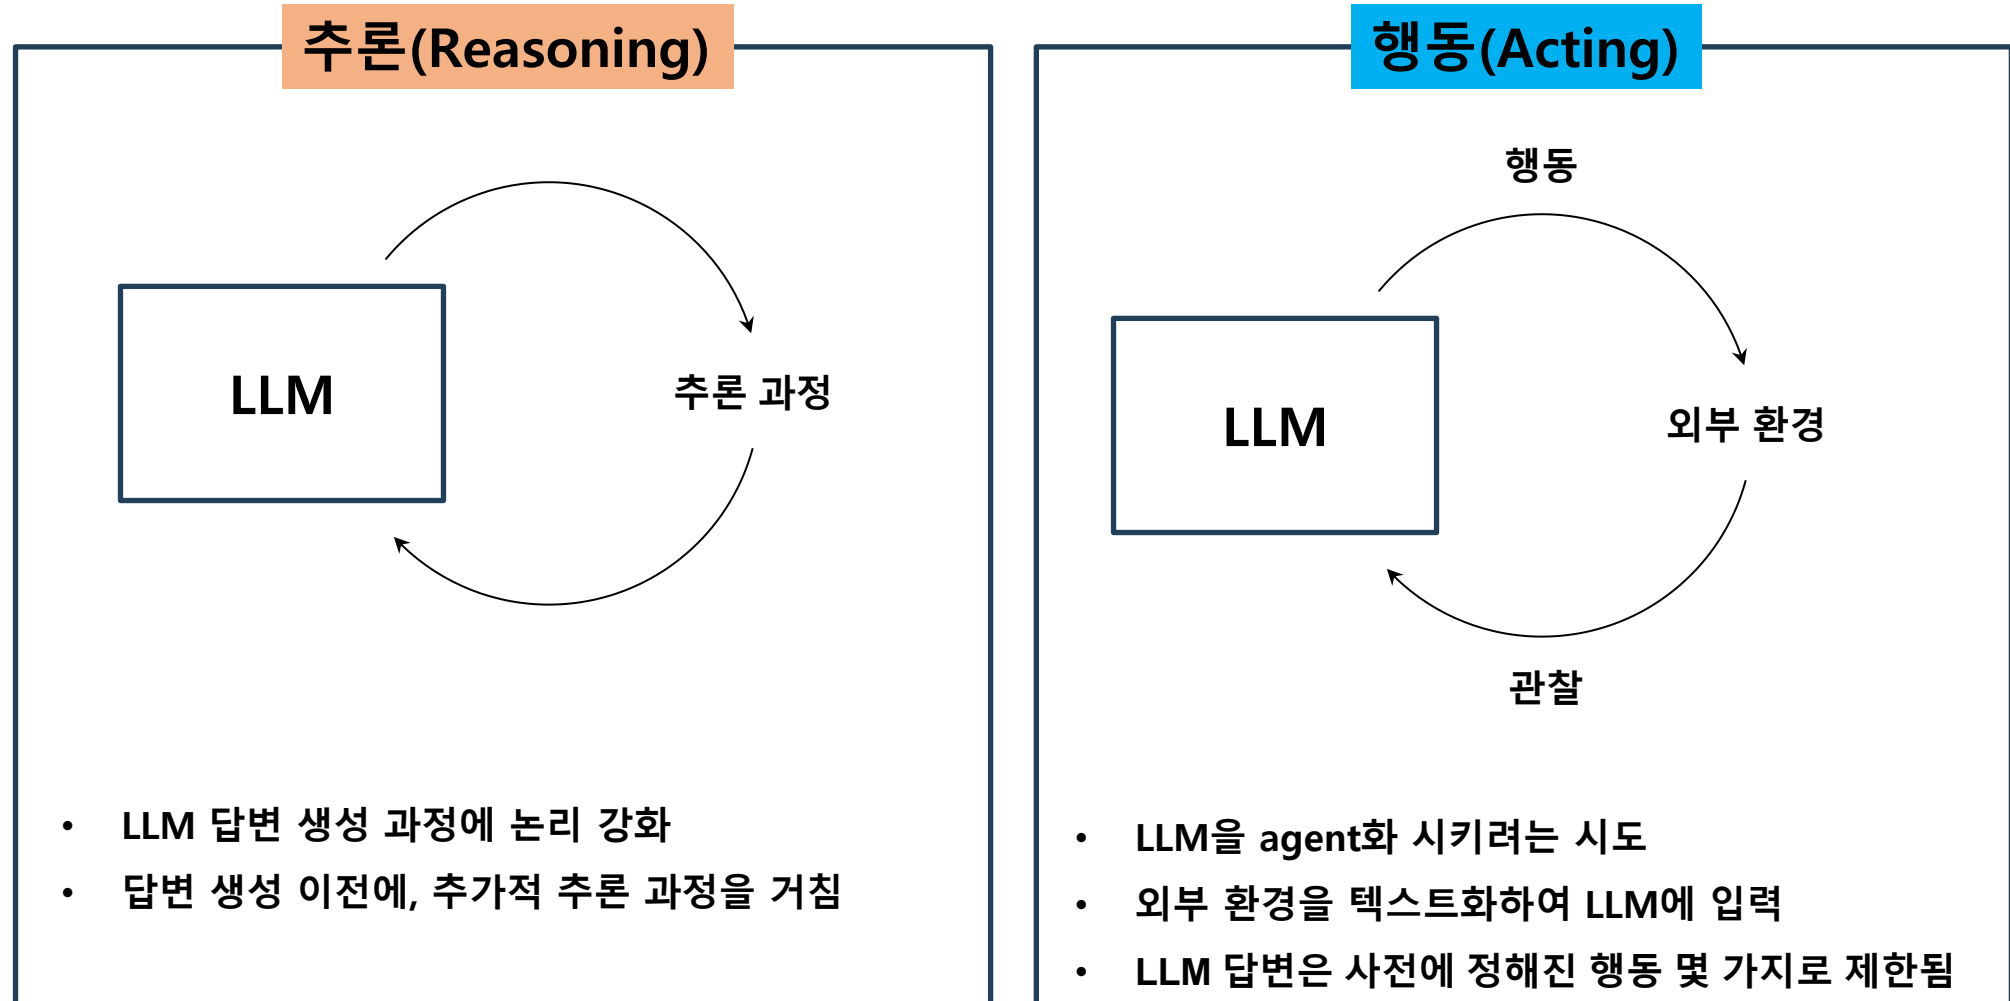 추론(Reasoning)
LLM
추론 과정
• LLM 답변 생성 과정에 논리 강화
• 답변 생성 이전에, 추가적 추론 과정을 거침
행동(Acting)
행동
LLM
외부 환경
관찰
• LLM을 agent화 시키려는 시도
• 외부 환경을 텍스트화하여 LLM에 입력
• LLM 답변은 사전에 정해진 행동 몇 가지로 제한됨